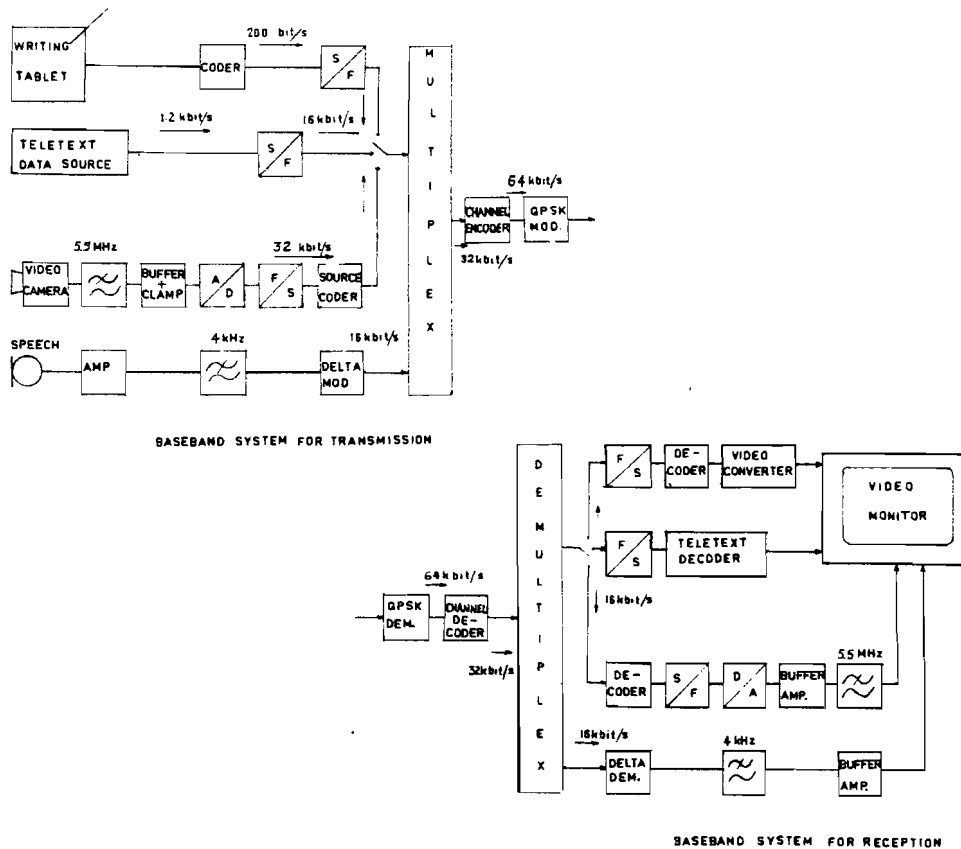 WRITING
TABLET
CODER
200 bit/s
S
F
TELETEXT
DATA SOURCE
1.2 kbit/s
S
F
16 kbit/s
VIDEO
CAMERA
5.5 MHz
BUFFER
+
CLAMP
A
D
F
S
32 kbit/s
SOURCE
CODER
SPEECH
AMP
4 kHz
DELTA
MOD
16 kbit/s
MULTIPLEX
CHANNEL
ENCODER
32 kbit/s
64 kbit/s
QPSK
MOD.
BASEBAND SYSTEM FOR TRANSMISSION
QPSK
DEM.
64 kbit/s
CHANNEL
DE-
CODER
32 kbit/s
DEMULTIPLEX
F
S
DE-
CODER
VIDEO
CONVERTER
VIDEO
MONITOR
F
S
TELETEXT
DECODER
16 kbit/s
DE-
CODER
S
F
D
A
BUFFER
AMP.
5.5 MHz
16 kbit/s
DELTA
DEM.
4 kHz
BUFFER
AMP.
BASEBAND SYSTEM FOR RECEPTION